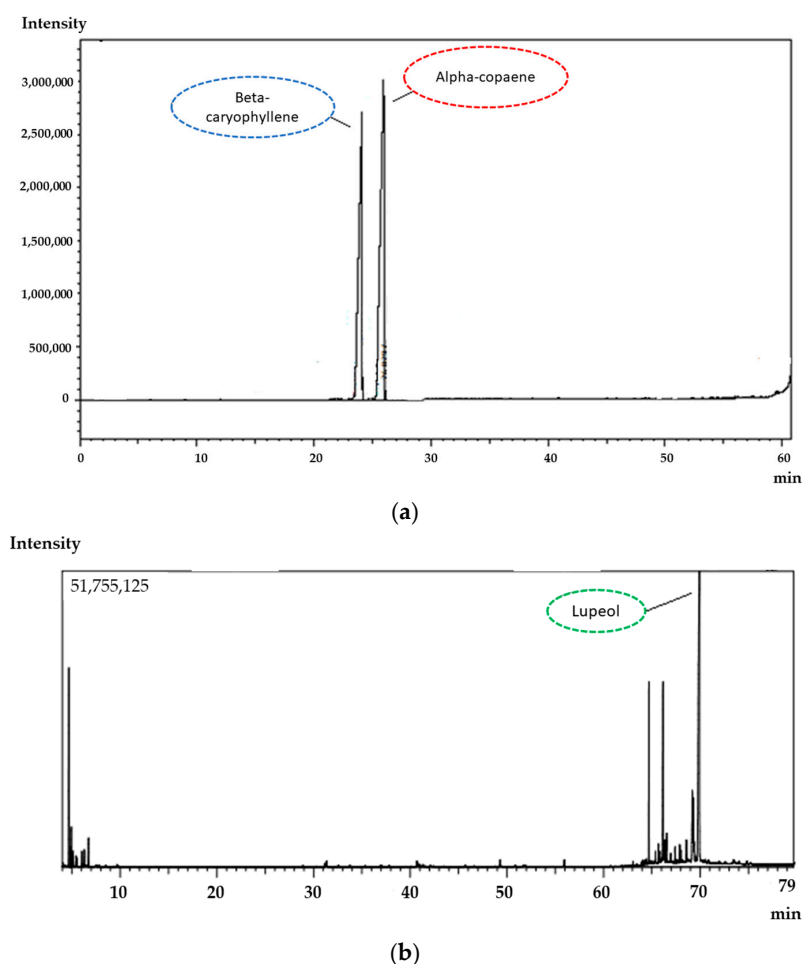 Intensity
3,000,000
2,500,000
2,000,000
1,500,000
1,000,000
500,000
0
Beta-
caryophyllene
Alpha-copaene
0 10 20 30 40 50 60
min
(a)
Intensity
51,755,125
Lupeol
10 20 30 40 50 60 70 79
min
(b)